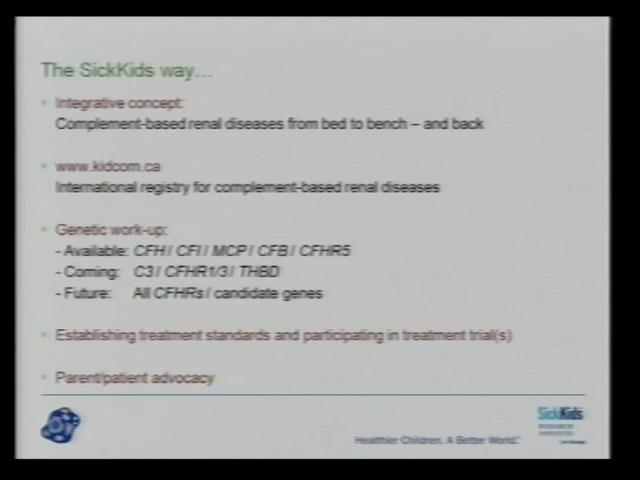 The SickKids way...
Integrative concept:
Complement-based renal diseases from bed to bench – and back
www.kidcom.ca
International registry for complement-based renal diseases
Genetic work-up:
- Available: CFH / CFI / MCP / CFB / CFHR5
- Coming: C3 / CFHR1/3 / THBD
- Future: All CFHRs / candidate genes
Establishing treatment standards and participating in treatment trial(s)
Parent/patient advocacy
SickKids
Healthier Children. A Better World.™